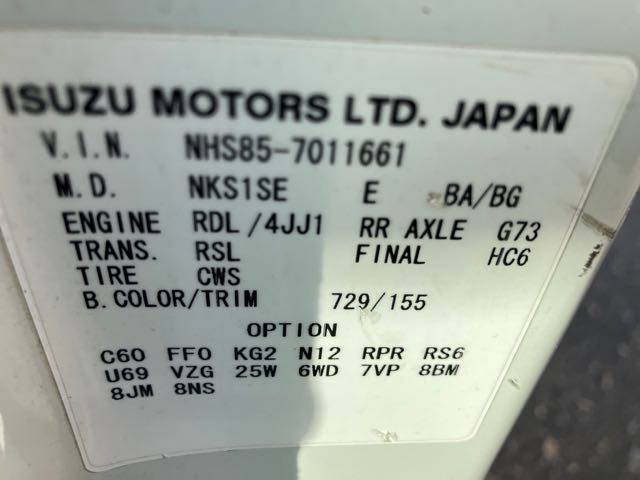 ISUZU MOTORS LTD. JAPAN
V.I.N. NHS85-7011661
M.D. NKS1SE E BA/BG
ENGINE RDL/4JJ1 RR AXLE G73
TRANS. RSL FINAL HC6
TIRE CWS
B.COLOR/TRIM 729/155
OPTION
C60 FF0 KG2 N12 RPR RS6
U69 VZG 25W 6WD 7VP 8BM
8JM 8NS